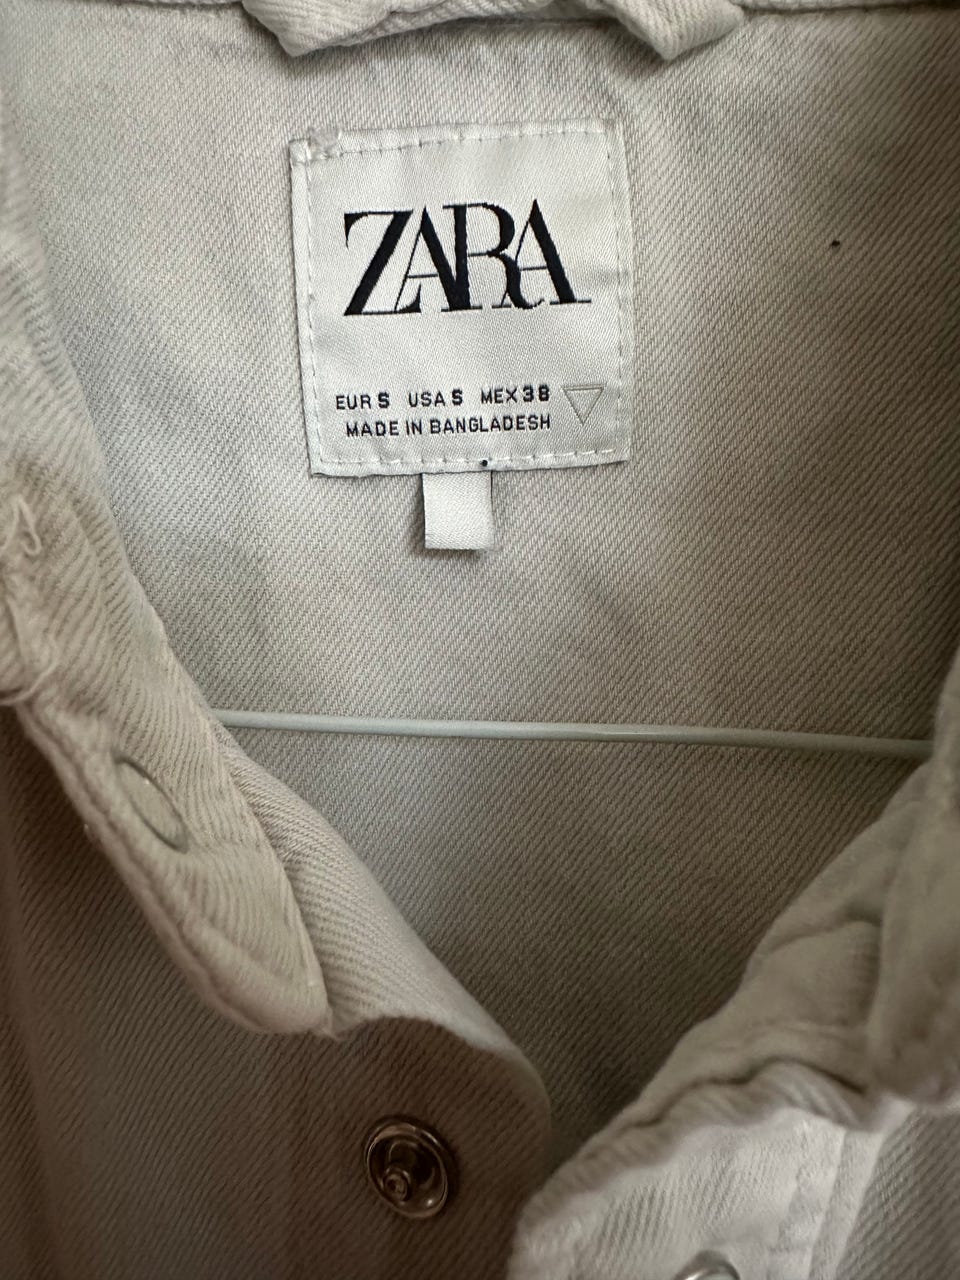 ZARA
EUR S USA S MEX 38
MADE IN BANGLADESH